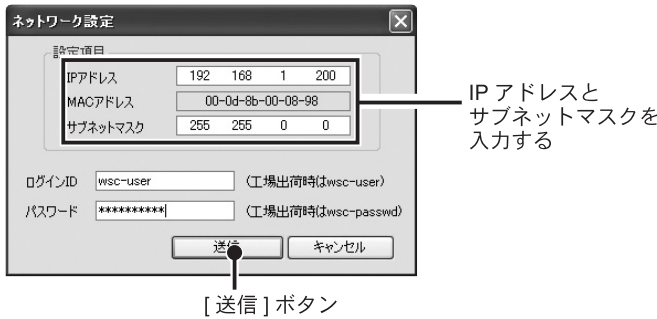 ネットワーク設定
設定項目
IPアドレス 192 168 1 200
MACアドレス 00-0d-8b-00-08-98
サブネットマスク 255 255 0 0
IP アドレスと
サブネットマスクを
入力する
ログインID wsc-user (工場出荷時はwsc-user)
パスワード ********** (工場出荷時はwsc-passwd)
送信 キャンセル
[ 送信 ] ボタン